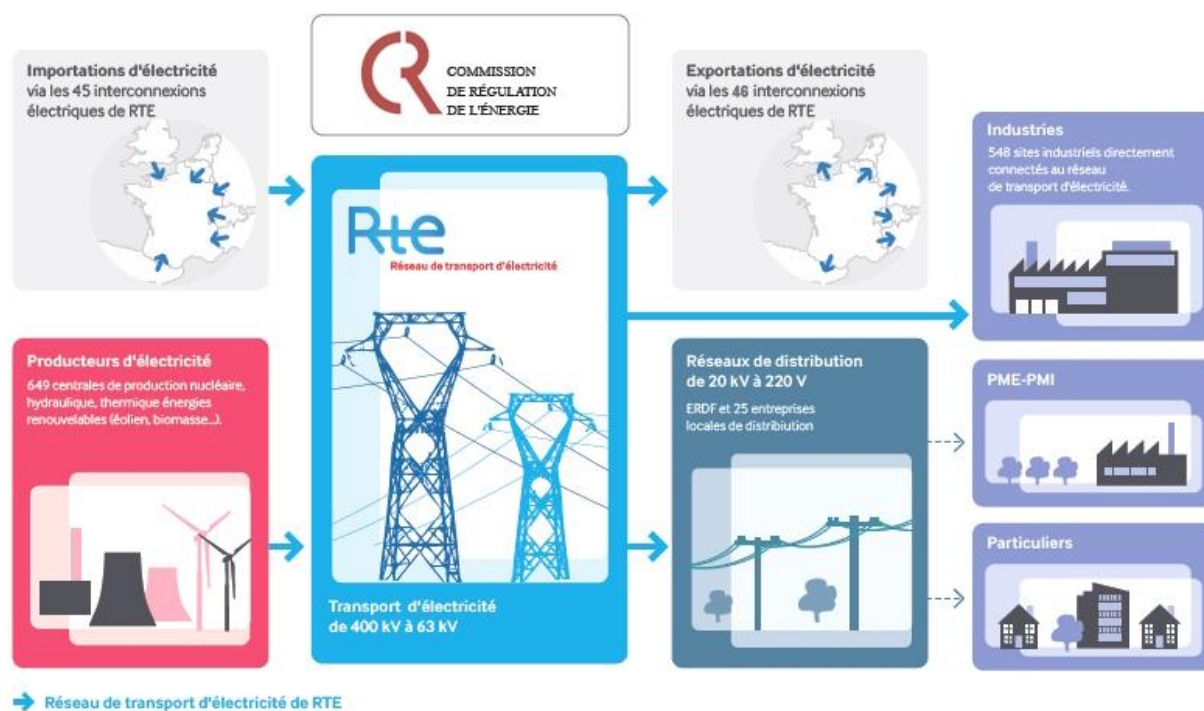 Importations d'électricité
via les 45 interconnexions
électriques de RTE
COMMISSION
DE RÉGULATION
DE L'ÉNERGIE
Exportations d'électricité
via les 46 interconnexions
électriques de RTE
Industries
548 sites industriels directement
connectés au réseau
de transport d'électricité.
Rte
Réseau de transport d'électricité
Producteurs d'électricité
649 centrales de production nucléaire,
hydraulique, thermique énergies
renouvelables (éolien, biomasse...).
Transport d'électricité
de 400 kV à 63 kV
Réseaux de distribution
de 20 kV à 220 V
ERDF et 25 entreprises
locales de distribiution
PME-PMI
Particuliers
Réseau de transport d'électricité de RTE